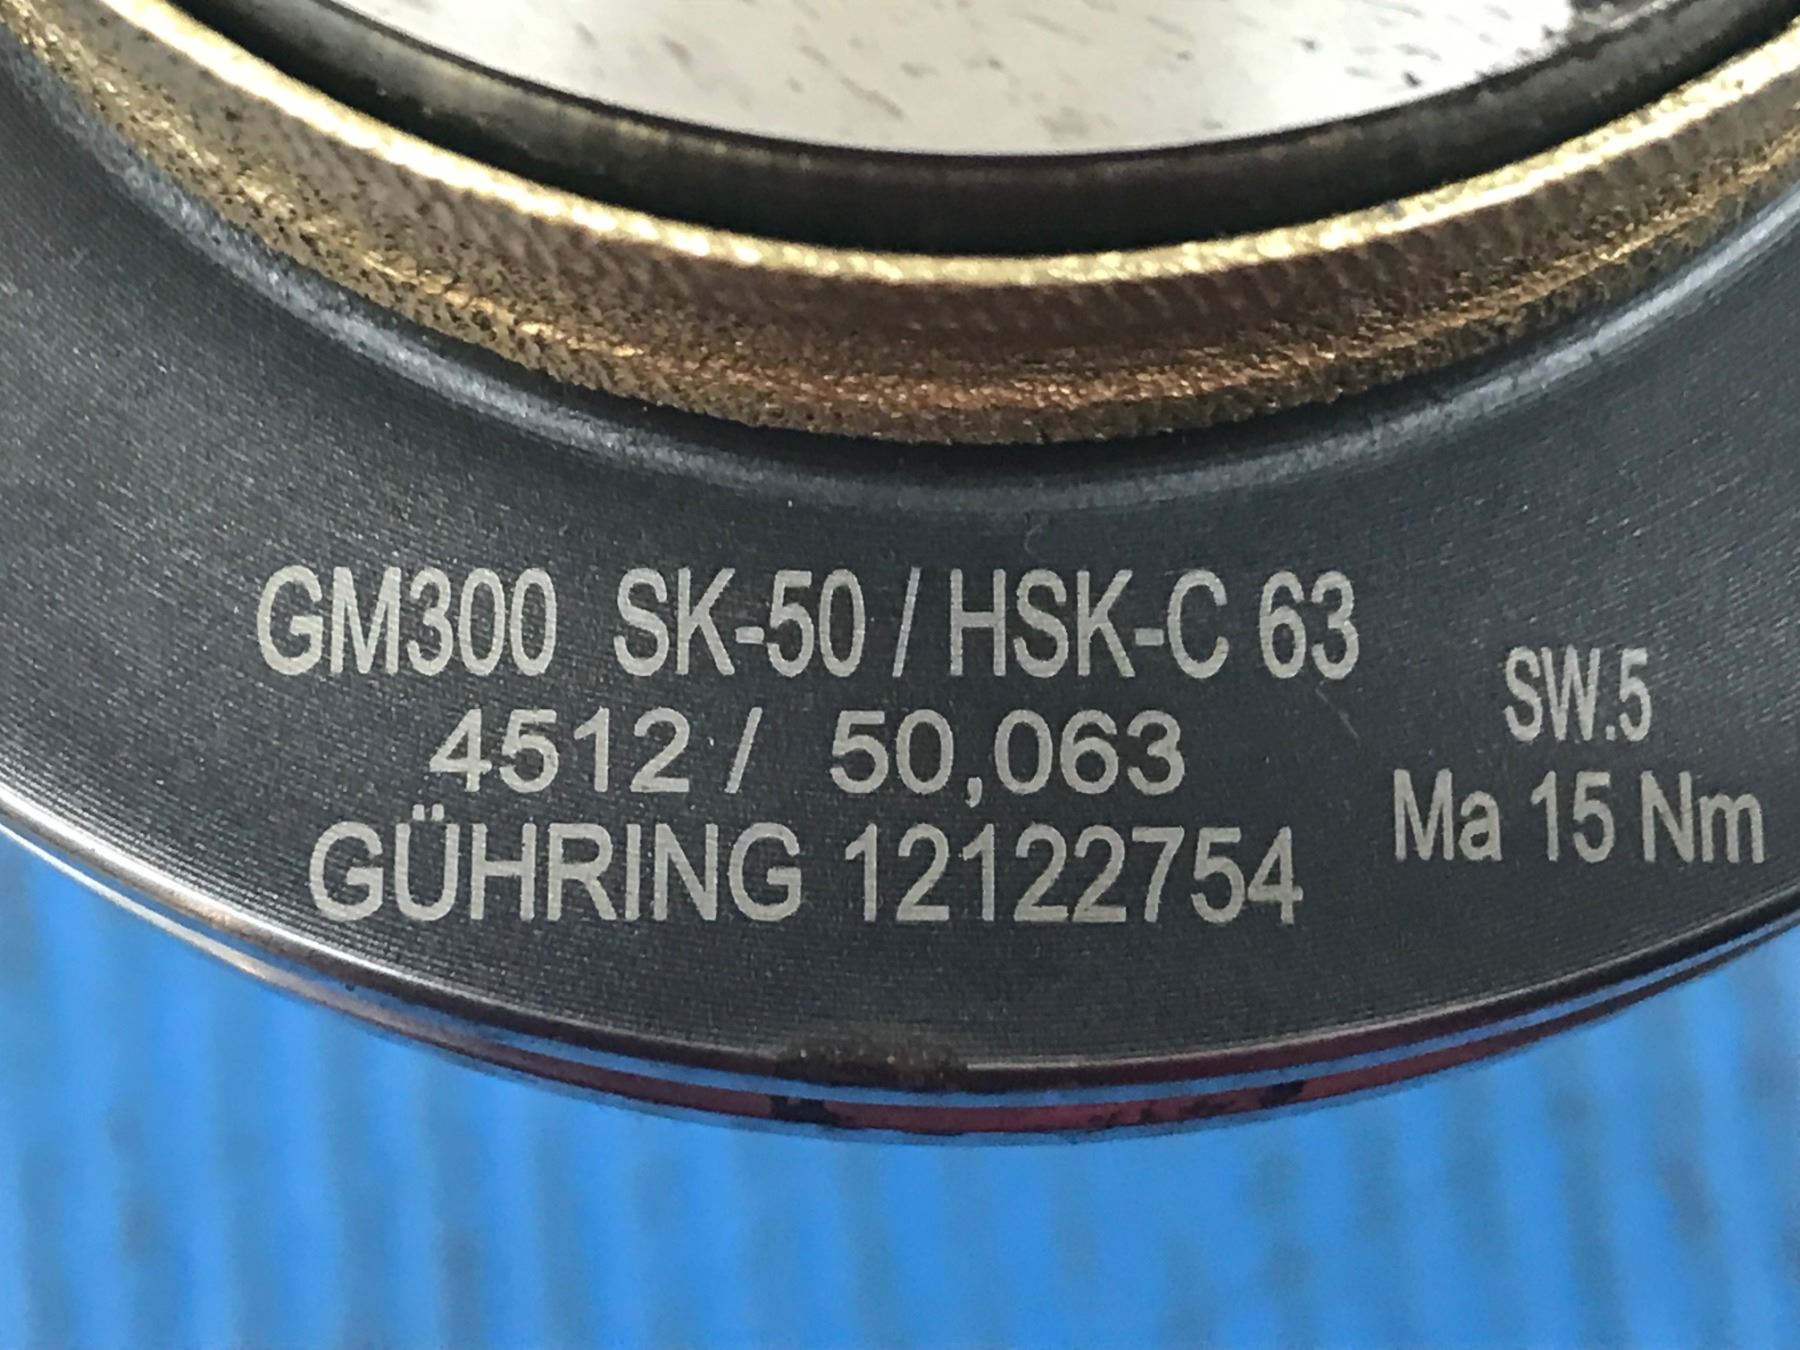 GM300 SK-50 / HSK-C 63
4512 / 50,063
GÜHRING 12122754
SW.5
Ma 15 Nm